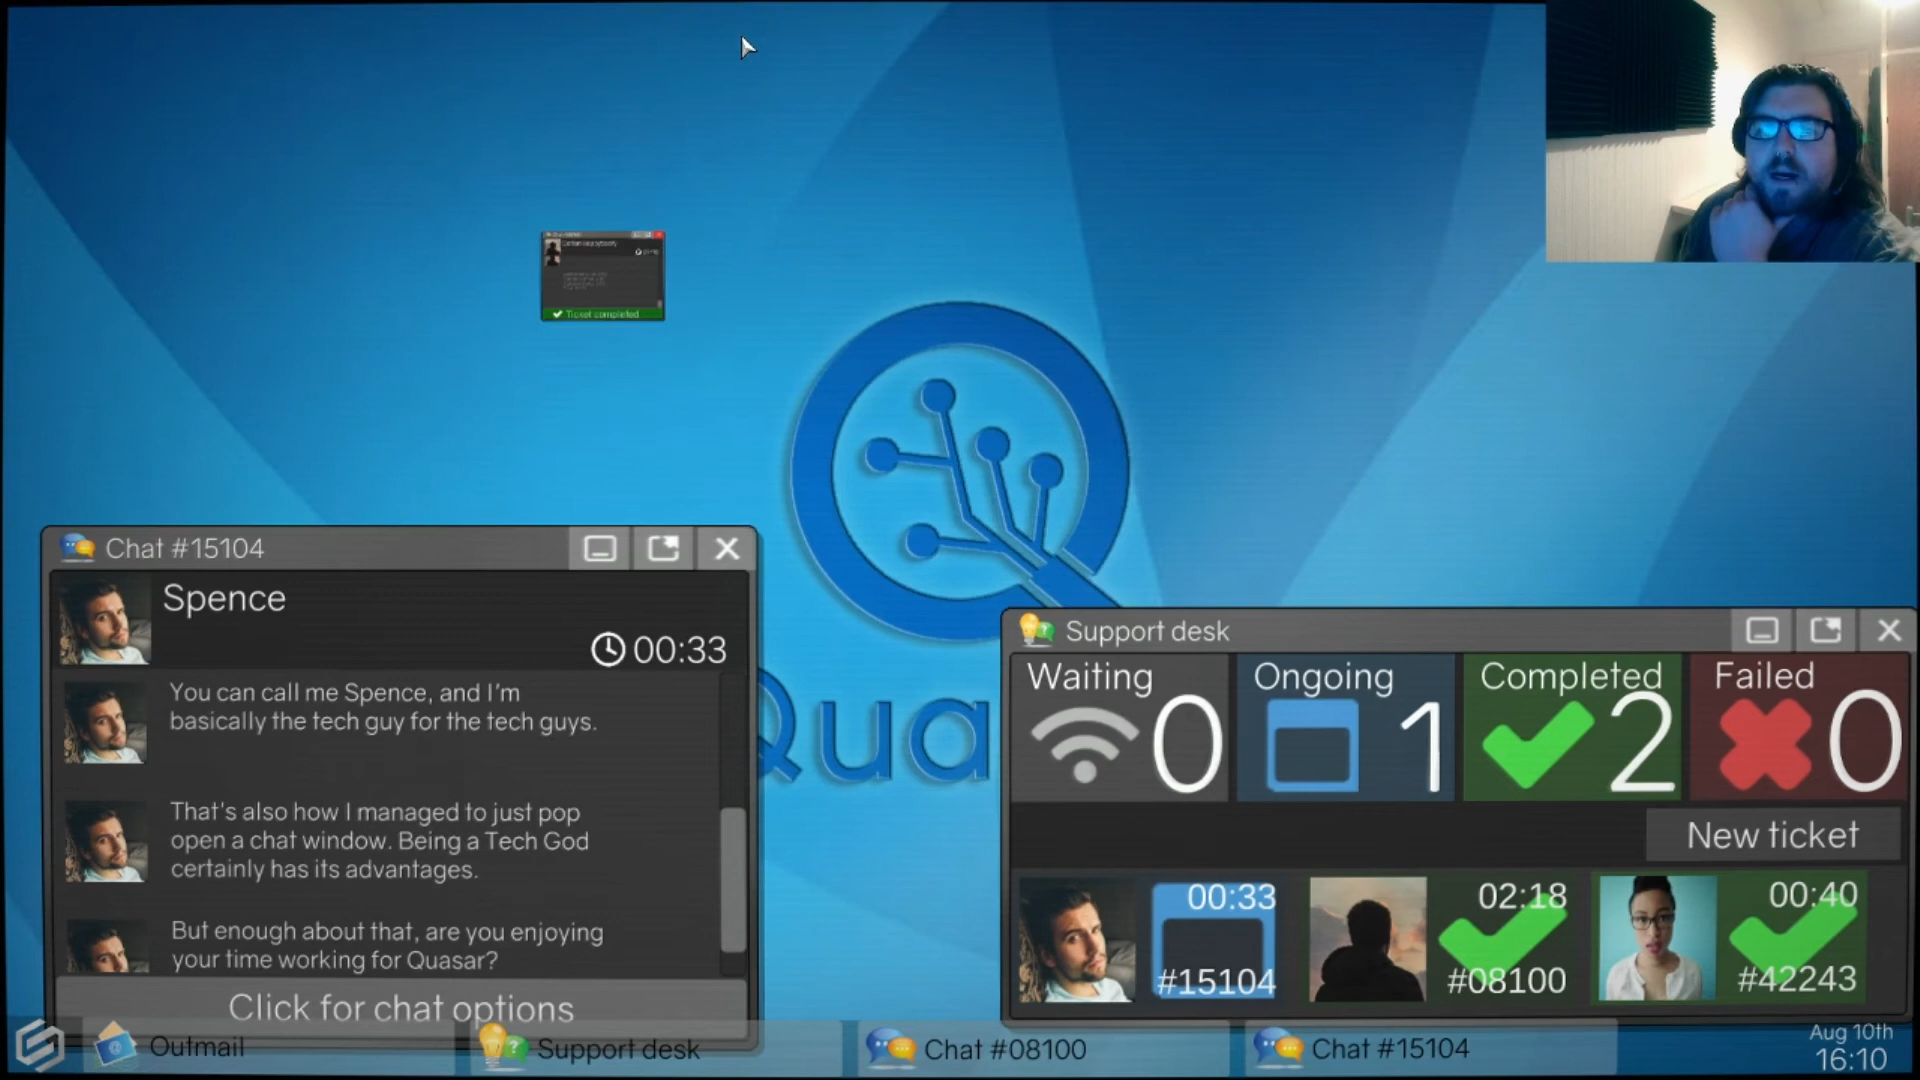 Ticket completed
Chat #15104
Spence
00:33
You can call me Spence, and I'm
basically the tech guy for the tech guys.
That's also how I managed to just pop
open a chat window. Being a Tech God
certainly has its advantages.
But enough about that, are you enjoying
your time working for Quasar?
Click for chat options
Qua
Support desk
Waiting
0
Ongoing
1
Completed
2
Failed
0
New ticket
00:33
#15104
02:18
#08100
00:40
#42243
Outmail
Support desk
Chat #08100
Chat #15104
Aug 10th
16:10